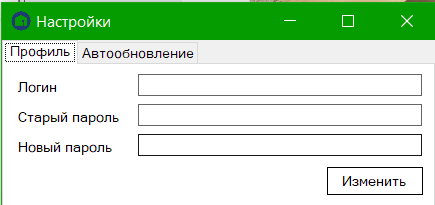 Настройки
Профиль Автообновление
Логин
Старый пароль
Новый пароль
Изменить